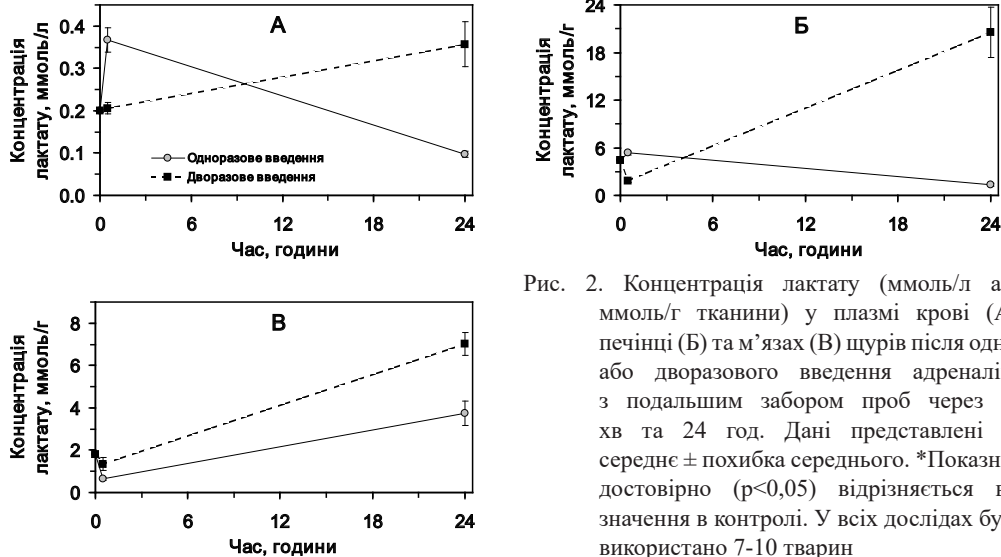 А
Концентрація
лактату, ммоль/л
0.4
0.3
0.2
0.1
0.0
Одноразове введення
Дворазове введення
0 6 12 18 24
Час, години
Б
Концентрація
лактату, ммоль/г
24
18
12
6
0
0 6 12 18 24
Час, години
В
Концентрація
лактату, ммоль/г
8
6
4
2
0
0 6 12 18 24
Час, години
Рис. 2. Концентрація лактату (ммоль/л а
ммоль/г тканини) у плазмі крові (А
печінці (Б) та м’язах (В) щурів після одн
або дворазового введення адреналі
з подальшим забором проб через
хв та 24 год. Дані представлені
середнє ± похибка середнього. *Показн
достовірно (p<0,05) відрізняється в
значення в контролі. У всіх дослідах бу
використано 7-10 тварин